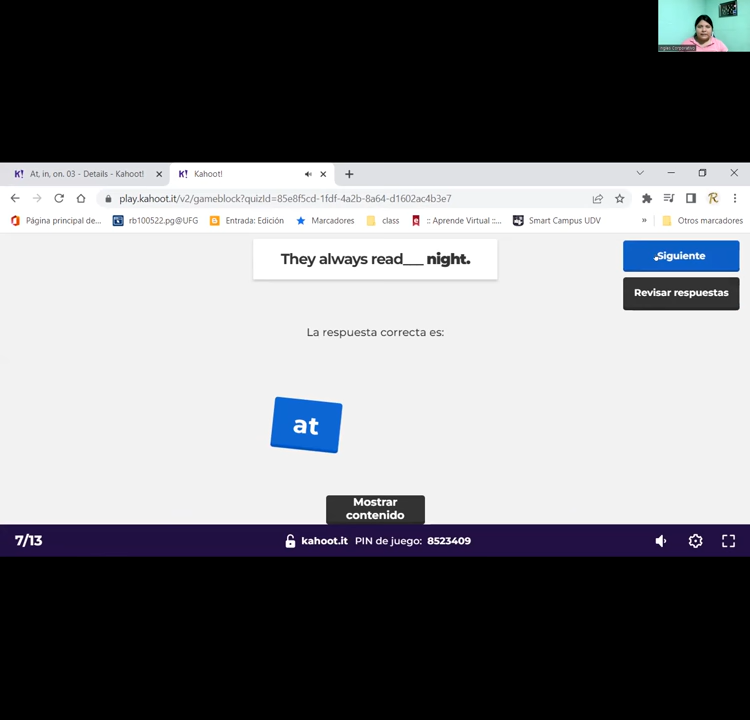 Ingles Corporativo
At, in, on. 03 - Details - Kahoot!
Kahoot!
play.kahoot.it/v2/gameblock?quizId=85e8f5cd-1fdf-4a2b-8a64-d1602ac4b3e7
Página principal de...
rb100522.pg@UFG
Entrada: Edición
Marcadores
class
:: Aprende Virtual ::...
Smart Campus UDV
»
Otros marcadores
They always read___ night.
Siguiente
Revisar respuestas
La respuesta correcta es:
at
Mostrar
contenido
7/13
kahoot.it PIN de juego: 8523409